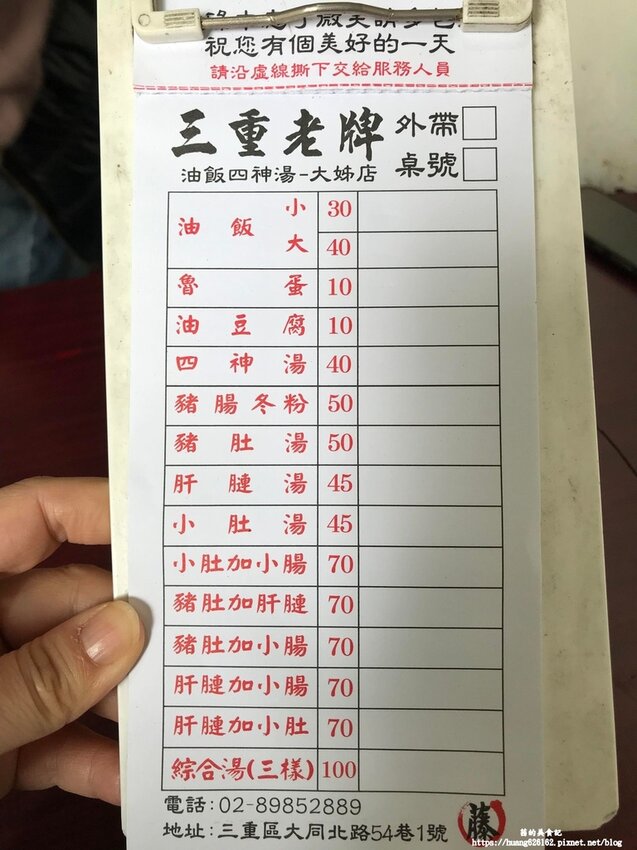 祝您有個美好的一天
請沿虛線撕下交給服務人員
三重老牌 外帶
油飯四神湯-大姊店 桌號
油飯 小 30
大 40
魯蛋 10
油豆腐 10
四神湯 40
豬腸冬粉 50
豬肚湯 50
肝腱湯 45
小肚湯 45
小肚加小腸 70
豬肚加肝腱 70
豬肚加小腸 70
肝腱加小腸 70
肝腱加小肚 70
綜合湯(三樣) 100
電話:02-89852889
地址:三重區大同北路54巷1號
藤
茜的美食記
https://huang626162.pixnet.net/blog